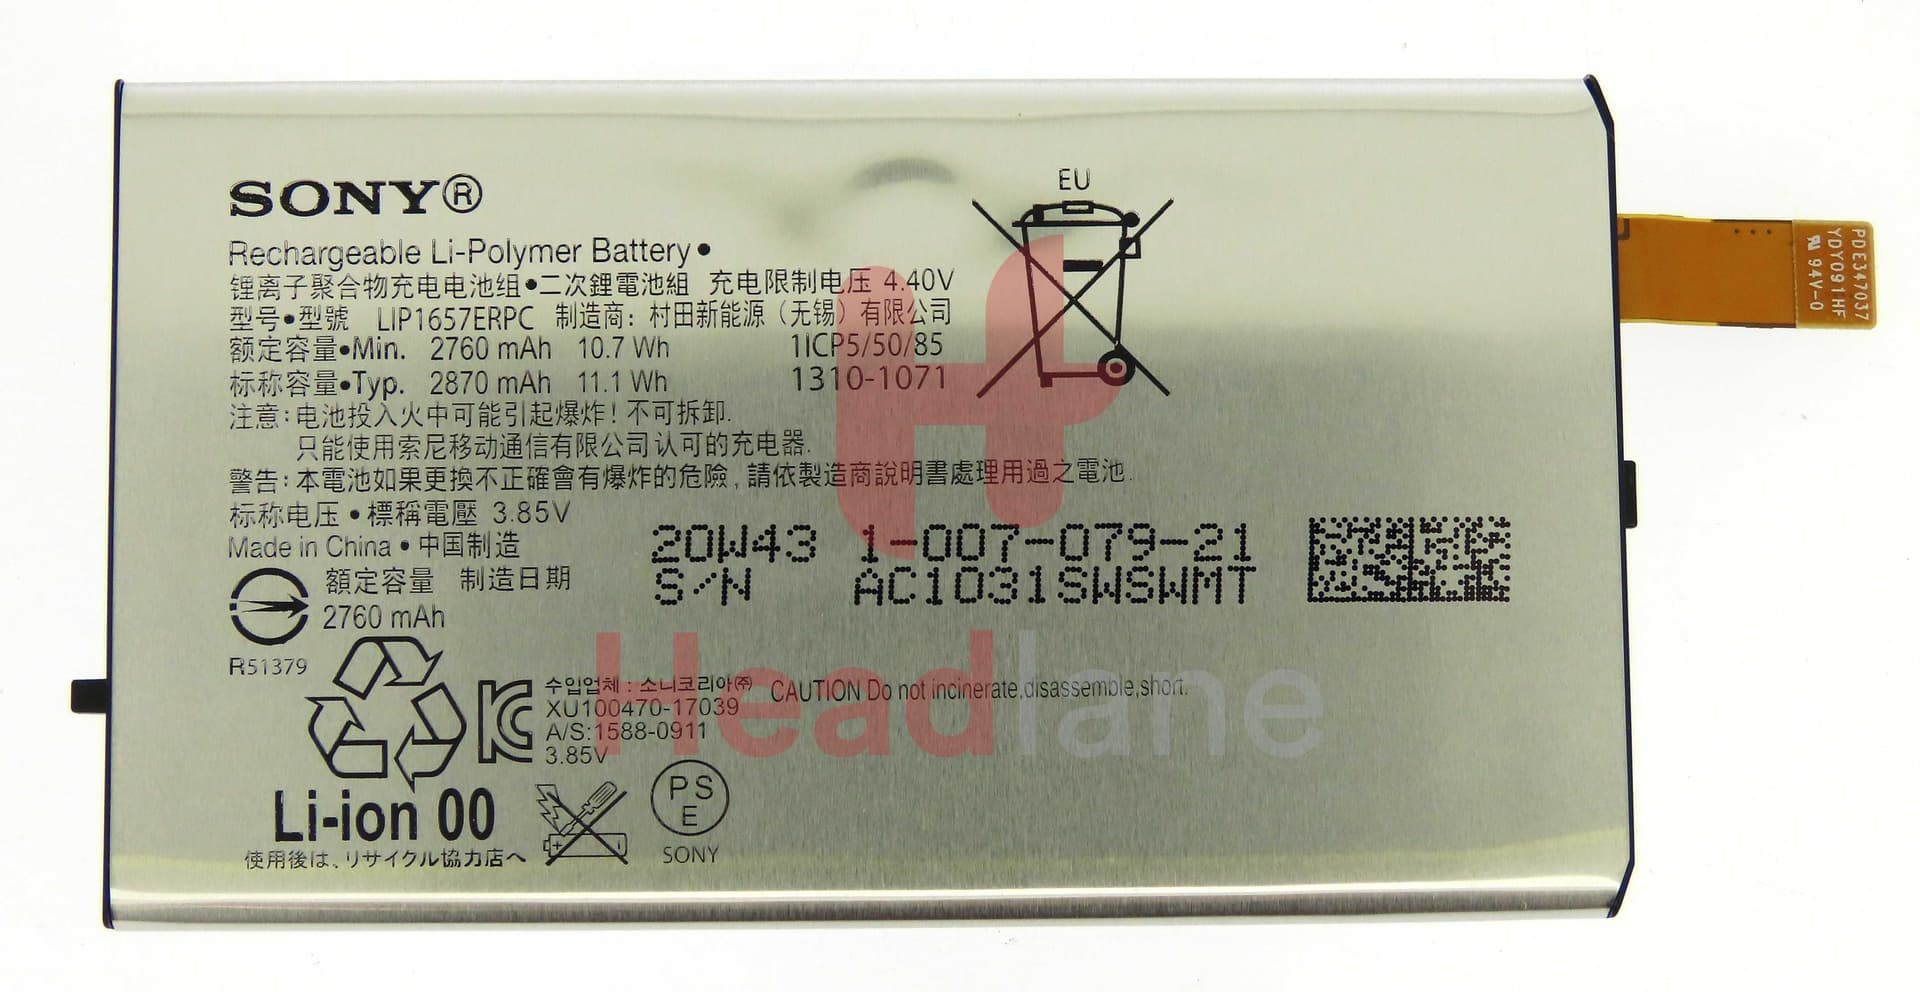 SONY®
EU
Rechargeable Li-Polymer Battery•
锂离子聚合物充电电池组•二次鋰電池組 充电限制电压 4.40V
型号•型號 LIP1657ERPC 制造商：村田新能源（无锡）有限公司
额定容量•Min. 2760 mAh 10.7 Wh 1ICP5/50/85
标称容量•Typ. 2870 mAh 11.1 Wh 1310-1071
注意：电池投入火中可能引起爆炸！不可拆卸.
只能使用索尼移动通信有限公司认可的充电器.
警告：本電池如果更換不正確會有爆炸的危險，請依製造商說明書處理用過之電池.
标称电压•標稱電壓 3.85V
Made in China•中国制造
額定容量 制造日期
2760 mAh
20W43 1-007-079-21
S/N AC1031SWSWMT
R51379
수입업체 : 소니코리아㈜
XU100470-17039
A/S:1588-0911
3.85V
CAUTION Do not incinerate,disassemble,short.
Li-ion 00
使用後は、リサイクル協力店へ
PS
E
SONY
PDE347037
YDY091HF
94V-0
Headlane